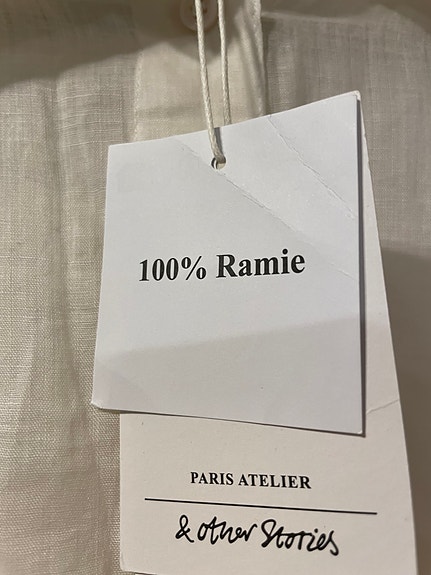 100% Ramie
PARIS ATELIER
& other Stories